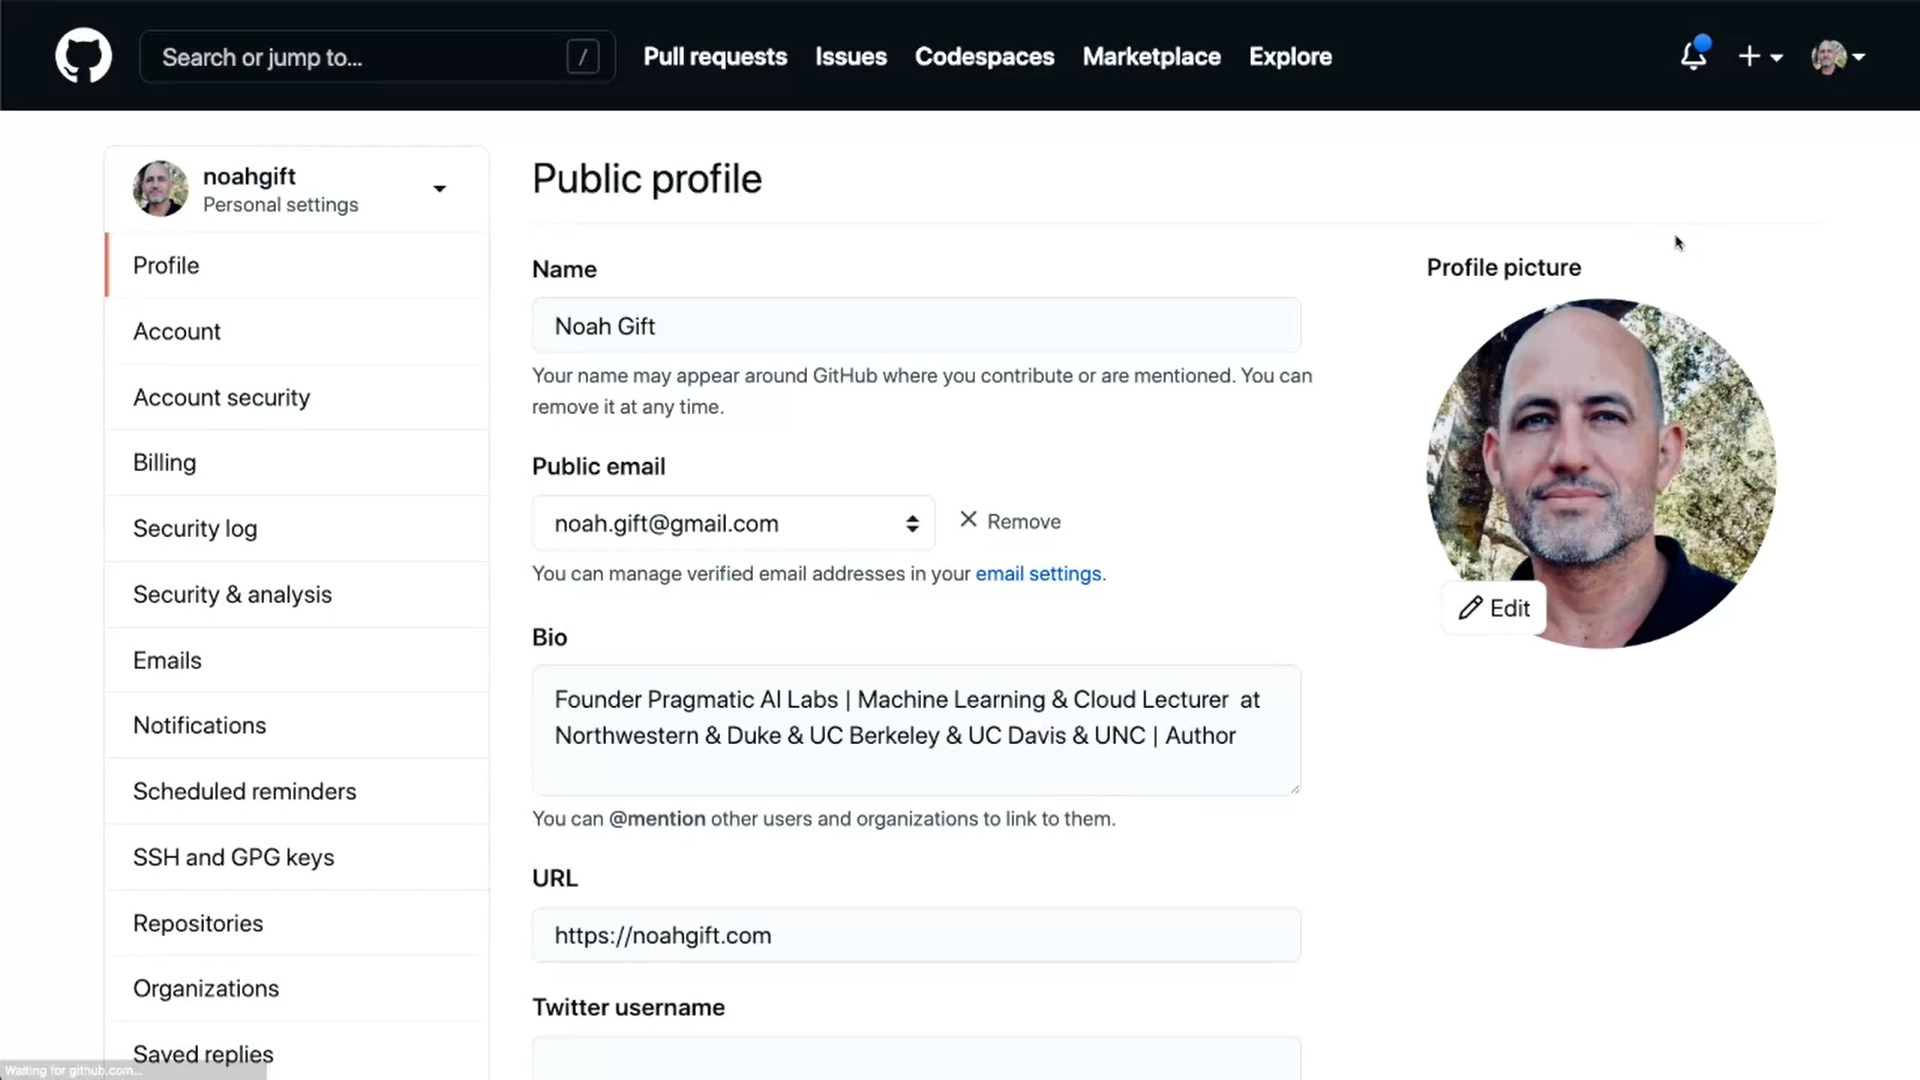 Search or jump to...
/
Pull requests
Issues
Codespaces
Marketplace
Explore
noahgift
Personal settings
Profile
Account
Account security
Billing
Security log
Security & analysis
Emails
Notifications
Scheduled reminders
SSH and GPG keys
Repositories
Organizations
Saved replies
Public profile
Name
Noah Gift
Your name may appear around GitHub where you contribute or are mentioned. You can
remove it at any time.
Public email
noah.gift@gmail.com
Remove
You can manage verified email addresses in your email settings.
Bio
Founder Pragmatic AI Labs | Machine Learning & Cloud Lecturer  at
Northwestern & Duke & UC Berkeley & UC Davis & UNC | Author
You can @mention other users and organizations to link to them.
URL
https://noahgift.com
Twitter username
Profile picture
Edit
Waiting for github.com...